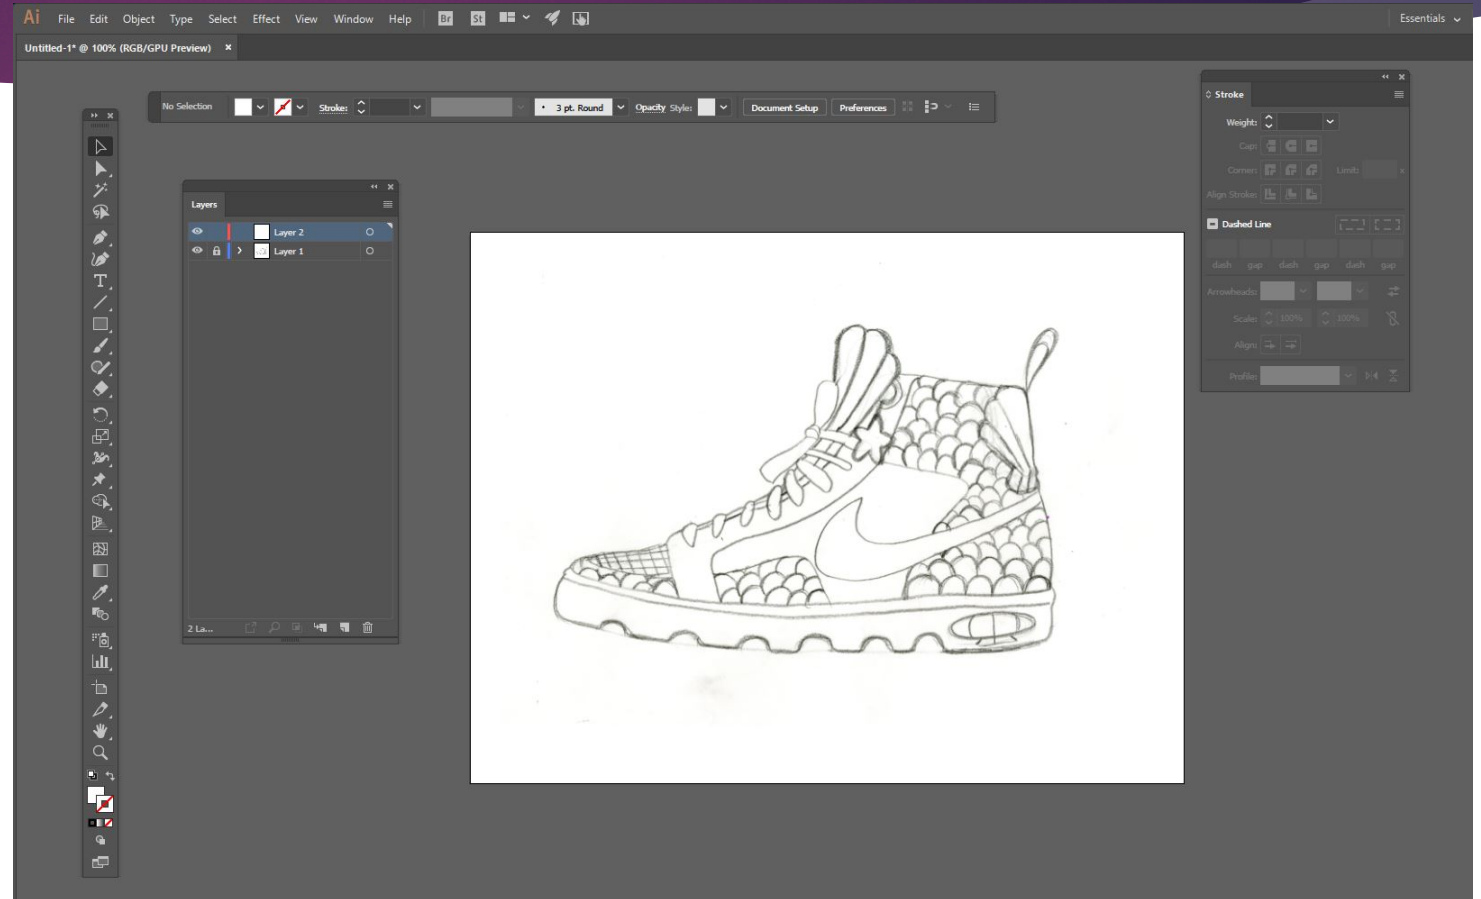 Ai File Edit Object Type Select Effect View Window Help Br St Essentials
Untitled-1* @ 100% (RGB/GPU Preview) ×
No Selection Stroke: 3 pt. Round Opacity Style: Document Setup Preferences
Layers
Layer 2
Layer 1
2 La...
Stroke
Weight:
Cap:
Corner: Limit: x
Align Stroke:
Dashed Line
dash gap dash gap dash gap
Arrowheads:
Scale: 100% 100%
Align:
Profile: